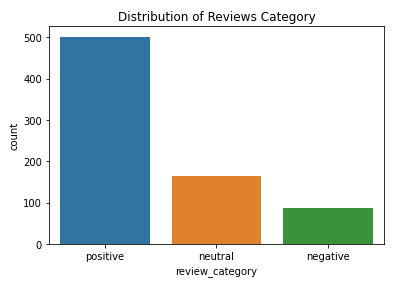 Distribution of Reviews Category
500
400
300
200
100
0
count
positive neutral negative
review_category